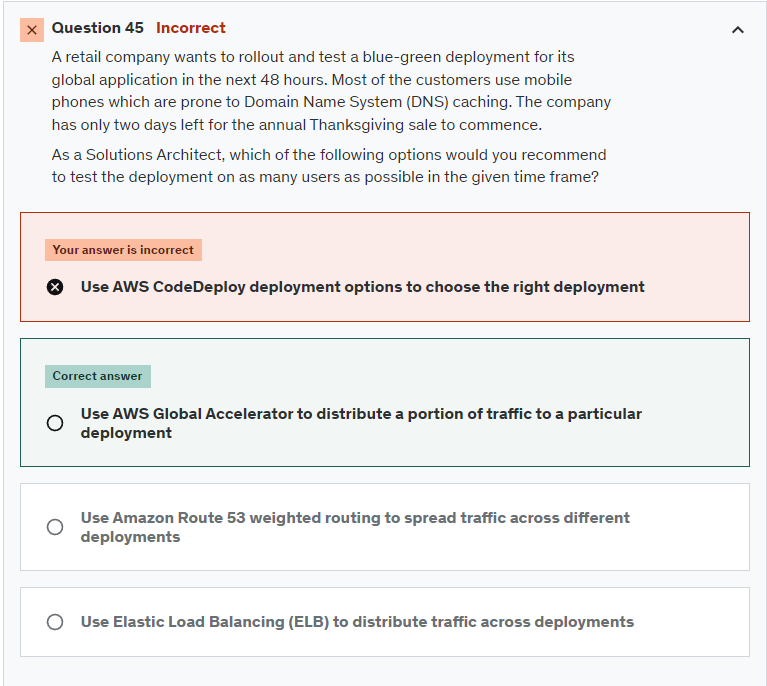 Question 45 Incorrect
A retail company wants to rollout and test a blue-green deployment for its
global application in the next 48 hours. Most of the customers use mobile
phones which are prone to Domain Name System (DNS) caching. The company
has only two days left for the annual Thanksgiving sale to commence.
As a Solutions Architect, which of the following options would you recommend
to test the deployment on as many users as possible in the given time frame?
Your answer is incorrect
Use AWS CodeDeploy deployment options to choose the right deployment
Correct answer
Use AWS Global Accelerator to distribute a portion of traffic to a particular
deployment
Use Amazon Route 53 weighted routing to spread traffic across different
deployments
Use Elastic Load Balancing (ELB) to distribute traffic across deployments